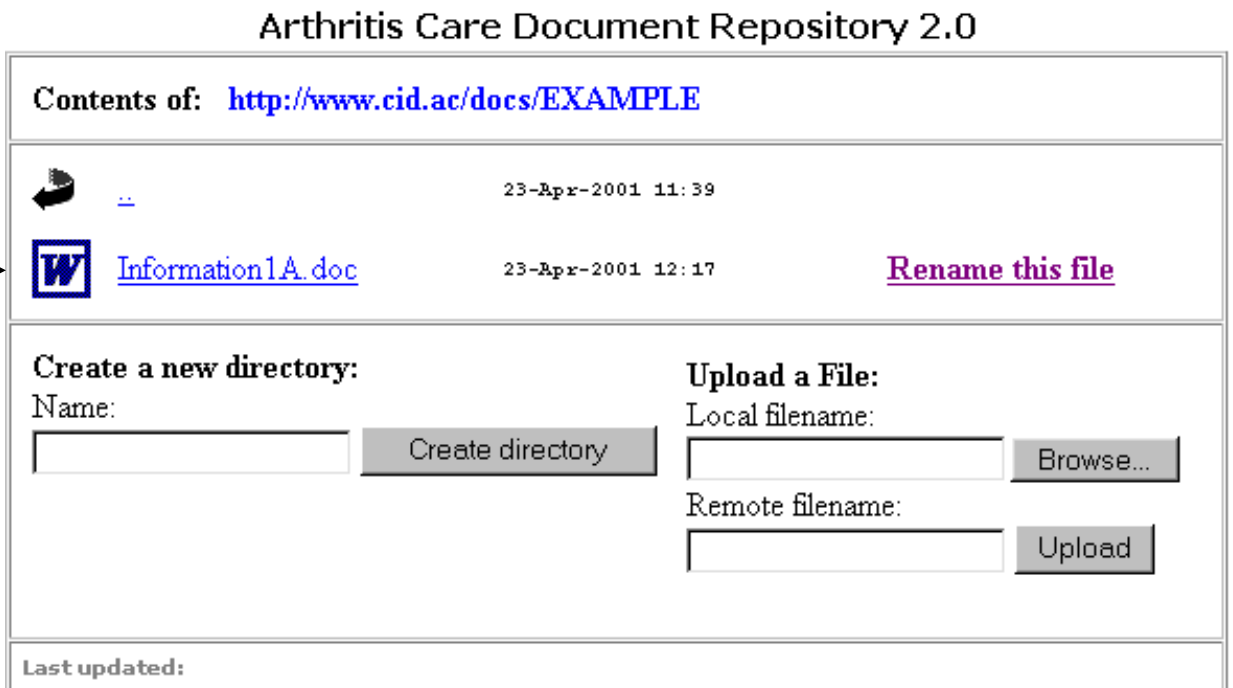 Arthritis Care Document Repository 2.0
Contents of: http://www.cid.ac/docs/EXAMPLE
.. 23-Apr-2001 11:39
W Information1A.doc 23-Apr-2001 12:17 Rename this file
Create a new directory:
Name:
Create directory
Upload a File:
Local filename:
Browse...
Remote filename:
Upload
Last updated: